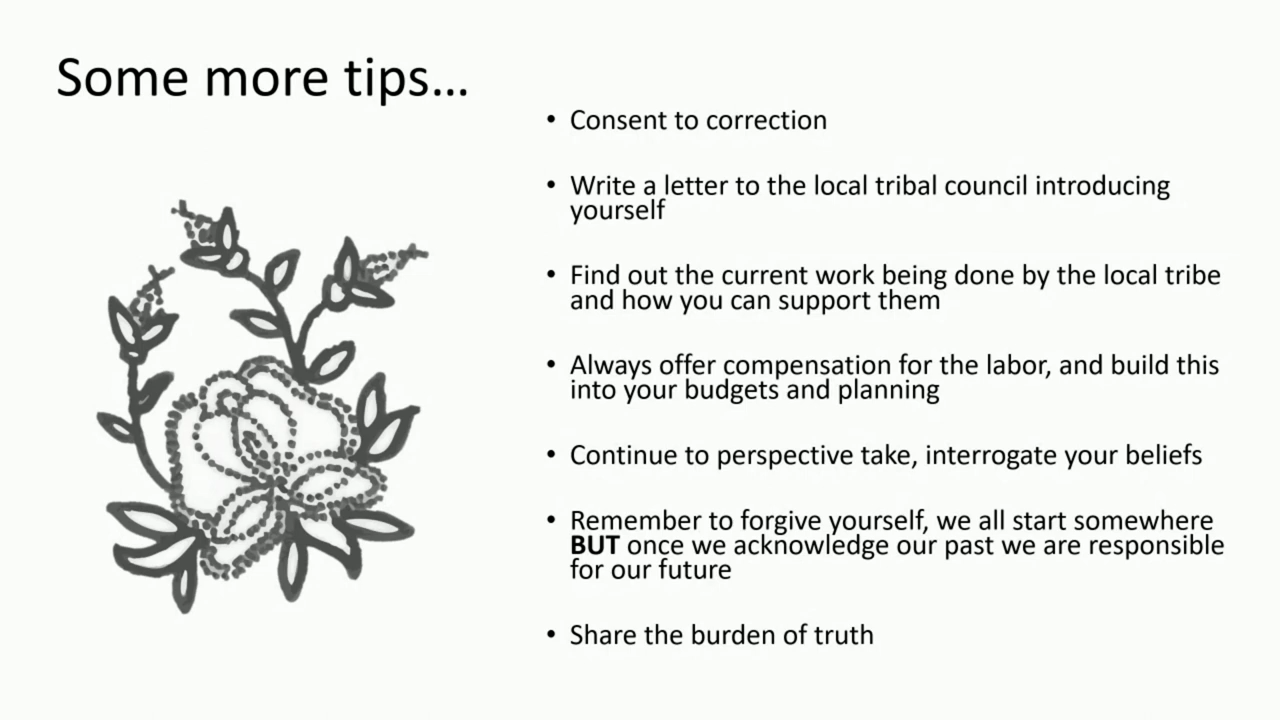 Some more tips...
• Consent to correction
• Write a letter to the local tribal council introducing
yourself
• Find out the current work being done by the local tribe
and how you can support them
• Always offer compensation for the labor, and build this
into your budgets and planning
• Continue to perspective take, interrogate your beliefs
• Remember to forgive yourself, we all start somewhere
BUT once we acknowledge our past we are responsible
for our future
• Share the burden of truth